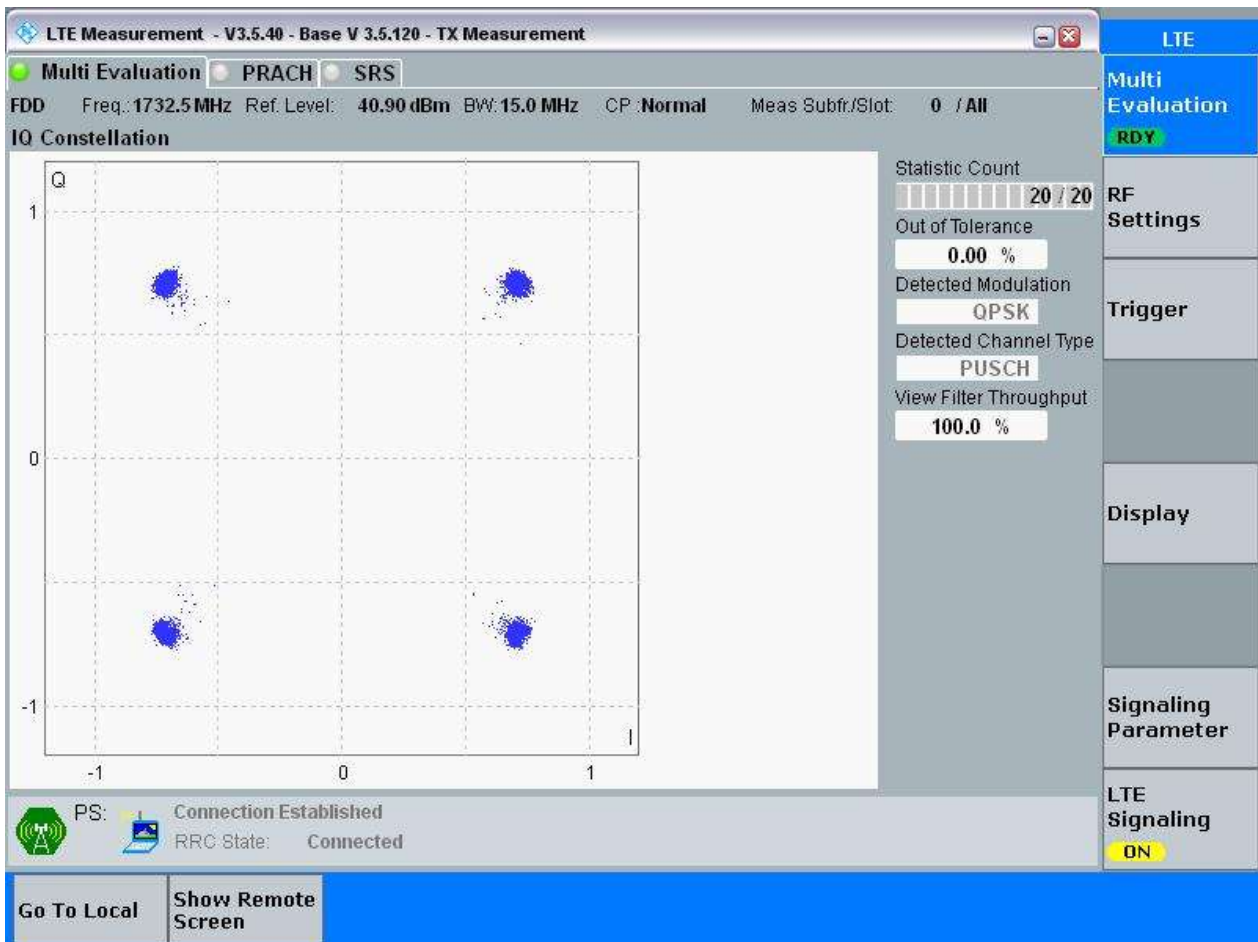 LTE Measurement - V3.5.40 - Base V 3.5.120 - TX Measurement
LTE
Multi Evaluation PRACH SRS
Multi
Evaluation
RDY
FDD Freq.: 1732.5 MHz Ref. Level: 40.90 dBm BW: 15.0 MHz CP : Normal Meas Subfr./Slot: 0 / All
IQ Constellation
Q
1
0
-1
I
-1 0 1
Statistic Count
20 / 20
Out of Tolerance
0.00 %
Detected Modulation
QPSK
Detected Channel Type
PUSCH
View Filter Throughput
100.0 %
RF
Settings
Trigger
Display
Signaling
Parameter
LTE
Signaling
ON
PS: Connection Established
RRC State: Connected
Go To Local
Show Remote
Screen